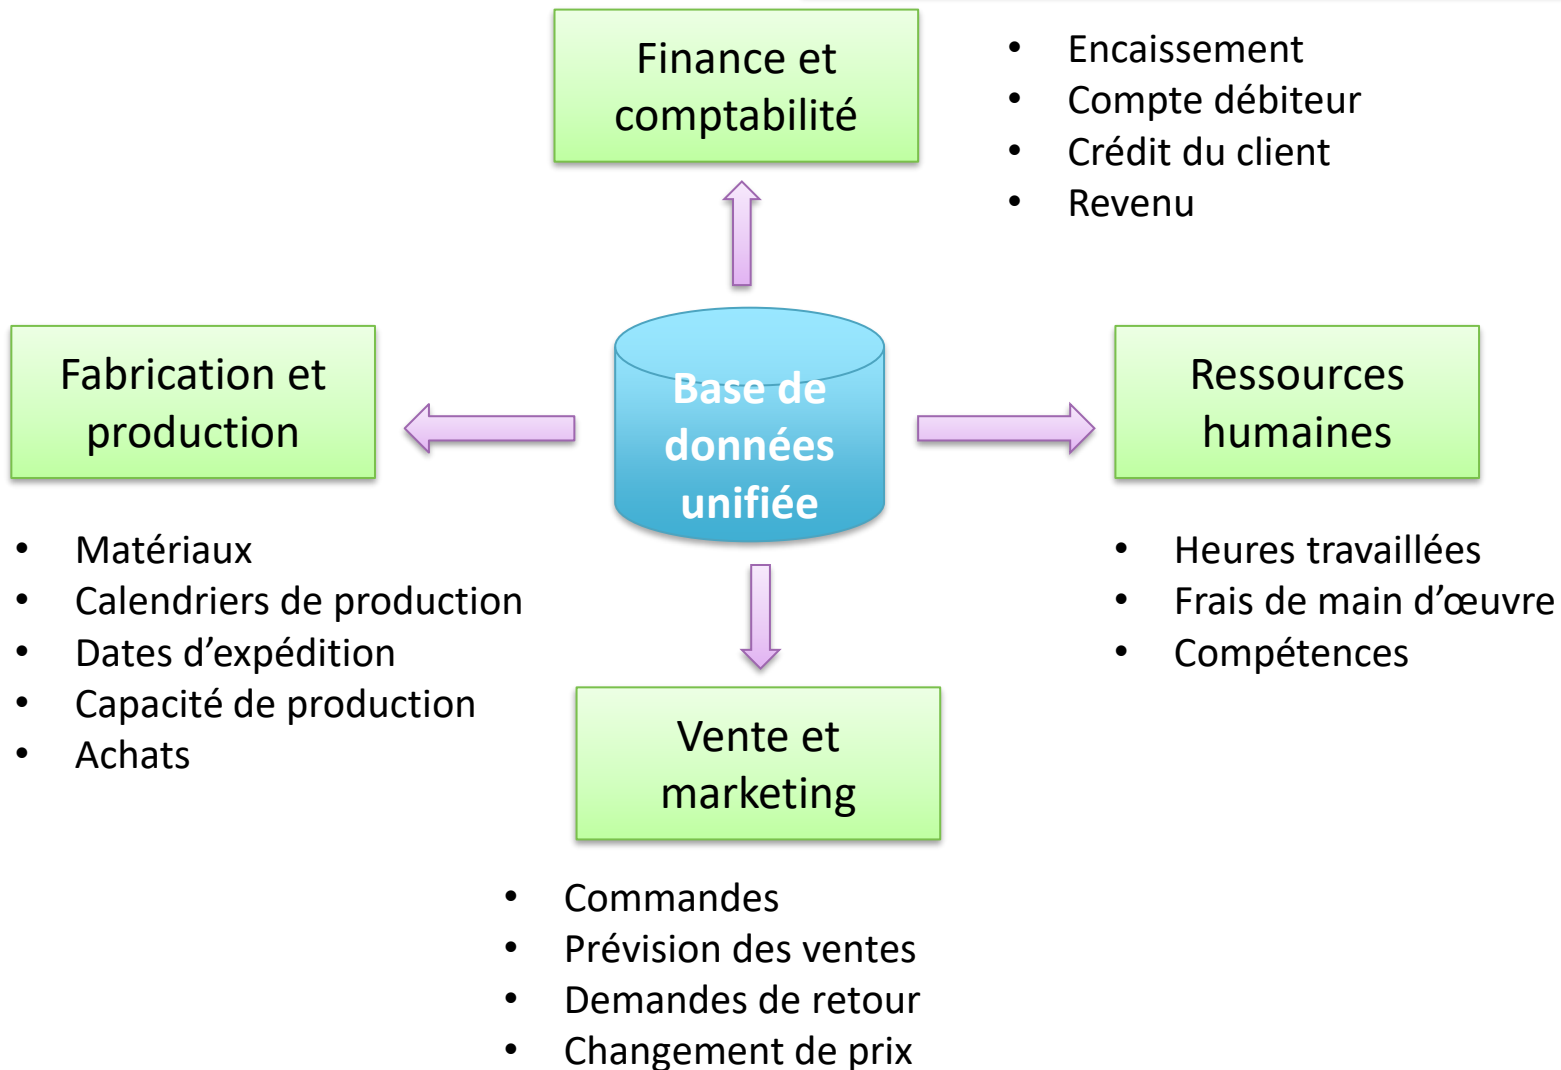 Finance et
comptabilité
• Encaissement
• Compte débiteur
• Crédit du client
• Revenu
Fabrication et
production
Base de
données
unifiée
Ressources
humaines
• Matériaux
• Calendriers de production
• Dates d’expédition
• Capacité de production
• Achats
• Heures travaillées
• Frais de main d’œuvre
• Compétences
Vente et
marketing
• Commandes
• Prévision des ventes
• Demandes de retour
• Changement de prix